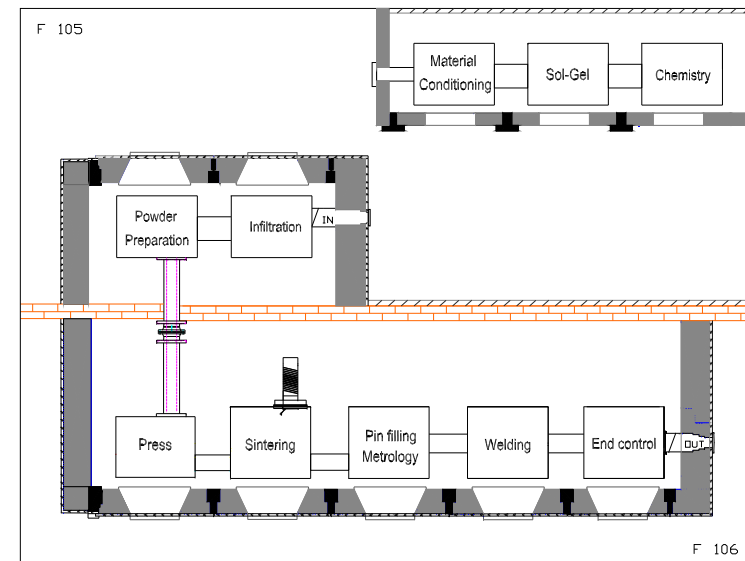 F 105
Material
Conditioning
Sol-Gel
Chemistry
Powder
Preparation
Infiltration
IN
Press
Sintering
Pin filling
Metrology
Welding
End control
OUT
F 106